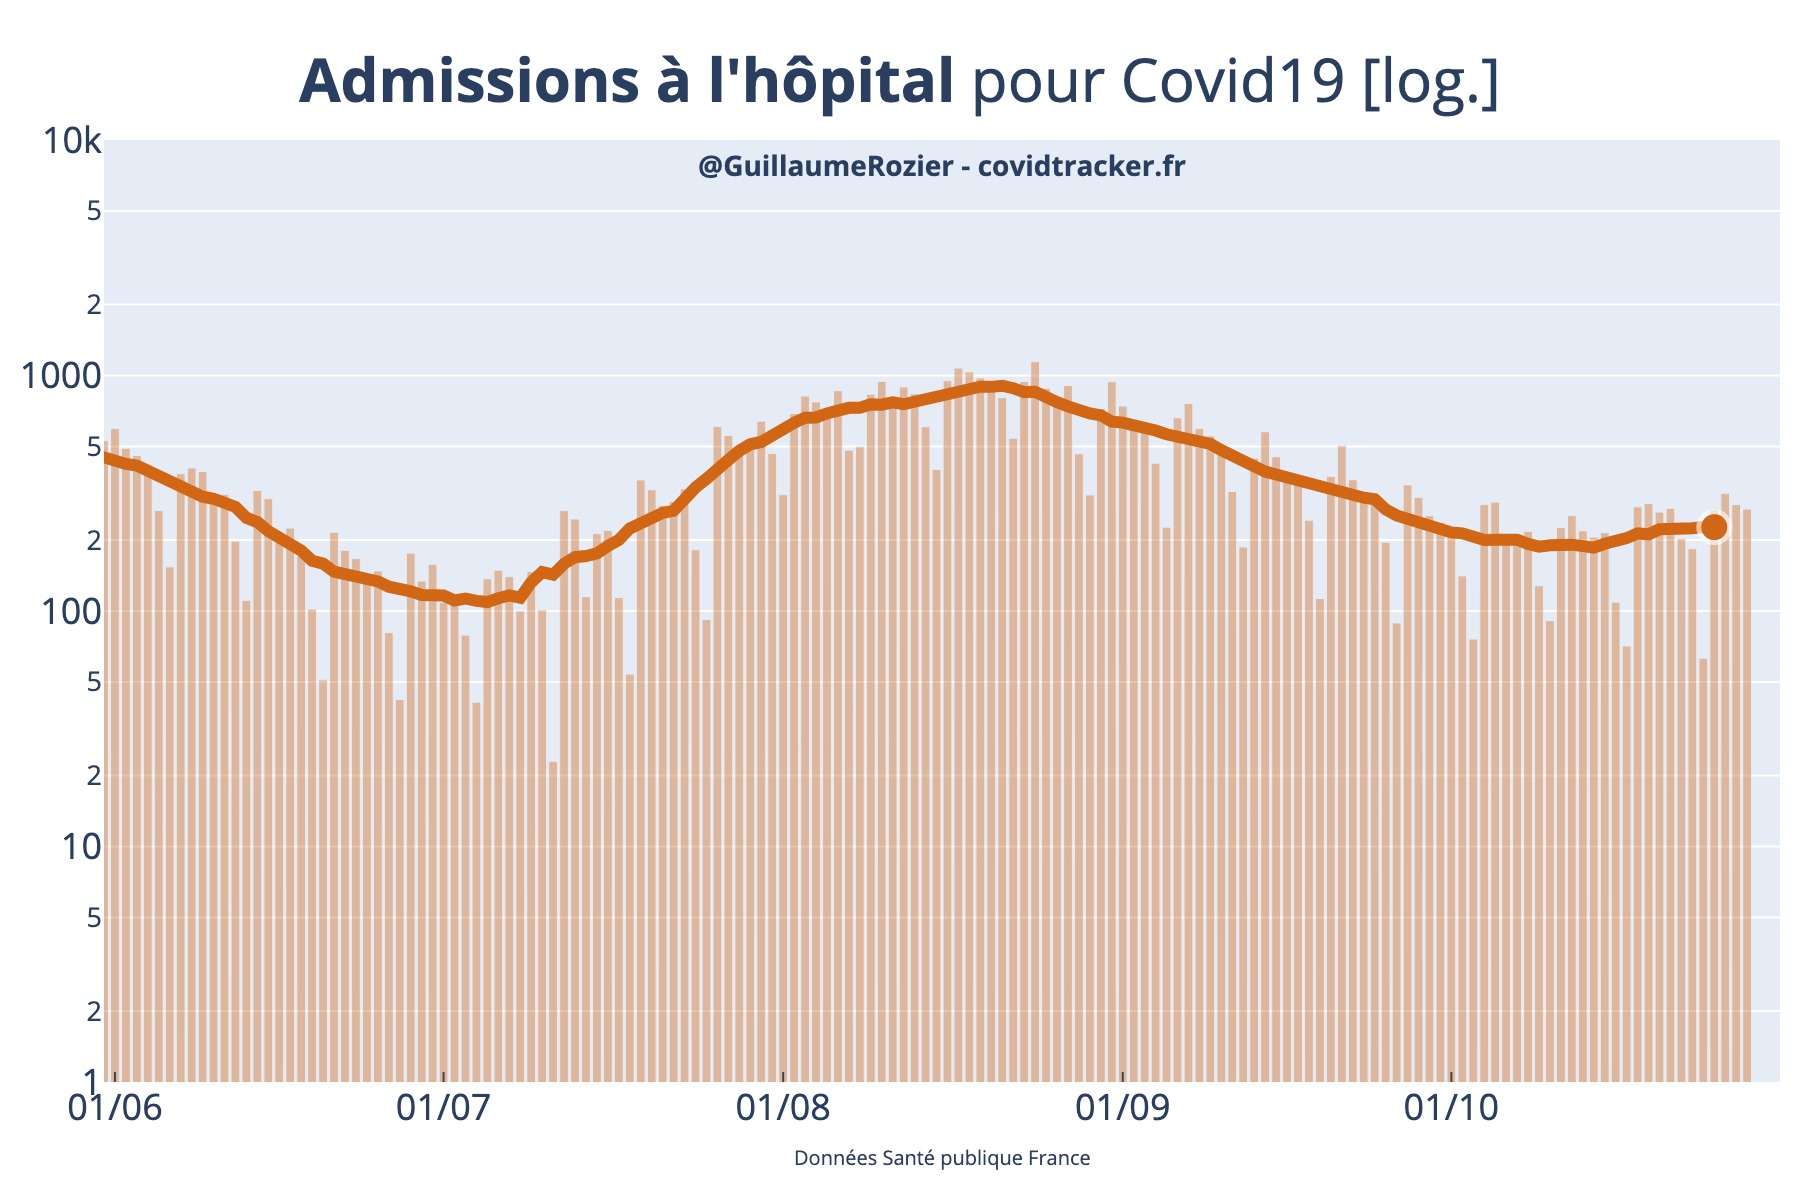 Admissions à l'hôpital pour Covid19 [log.]
@GuillaumeRozier - covidtracker.fr
10k
5
2
1000
5
2
100
5
2
10
5
2
1
01/06 01/07 01/08 01/09 01/10
Données Santé publique France